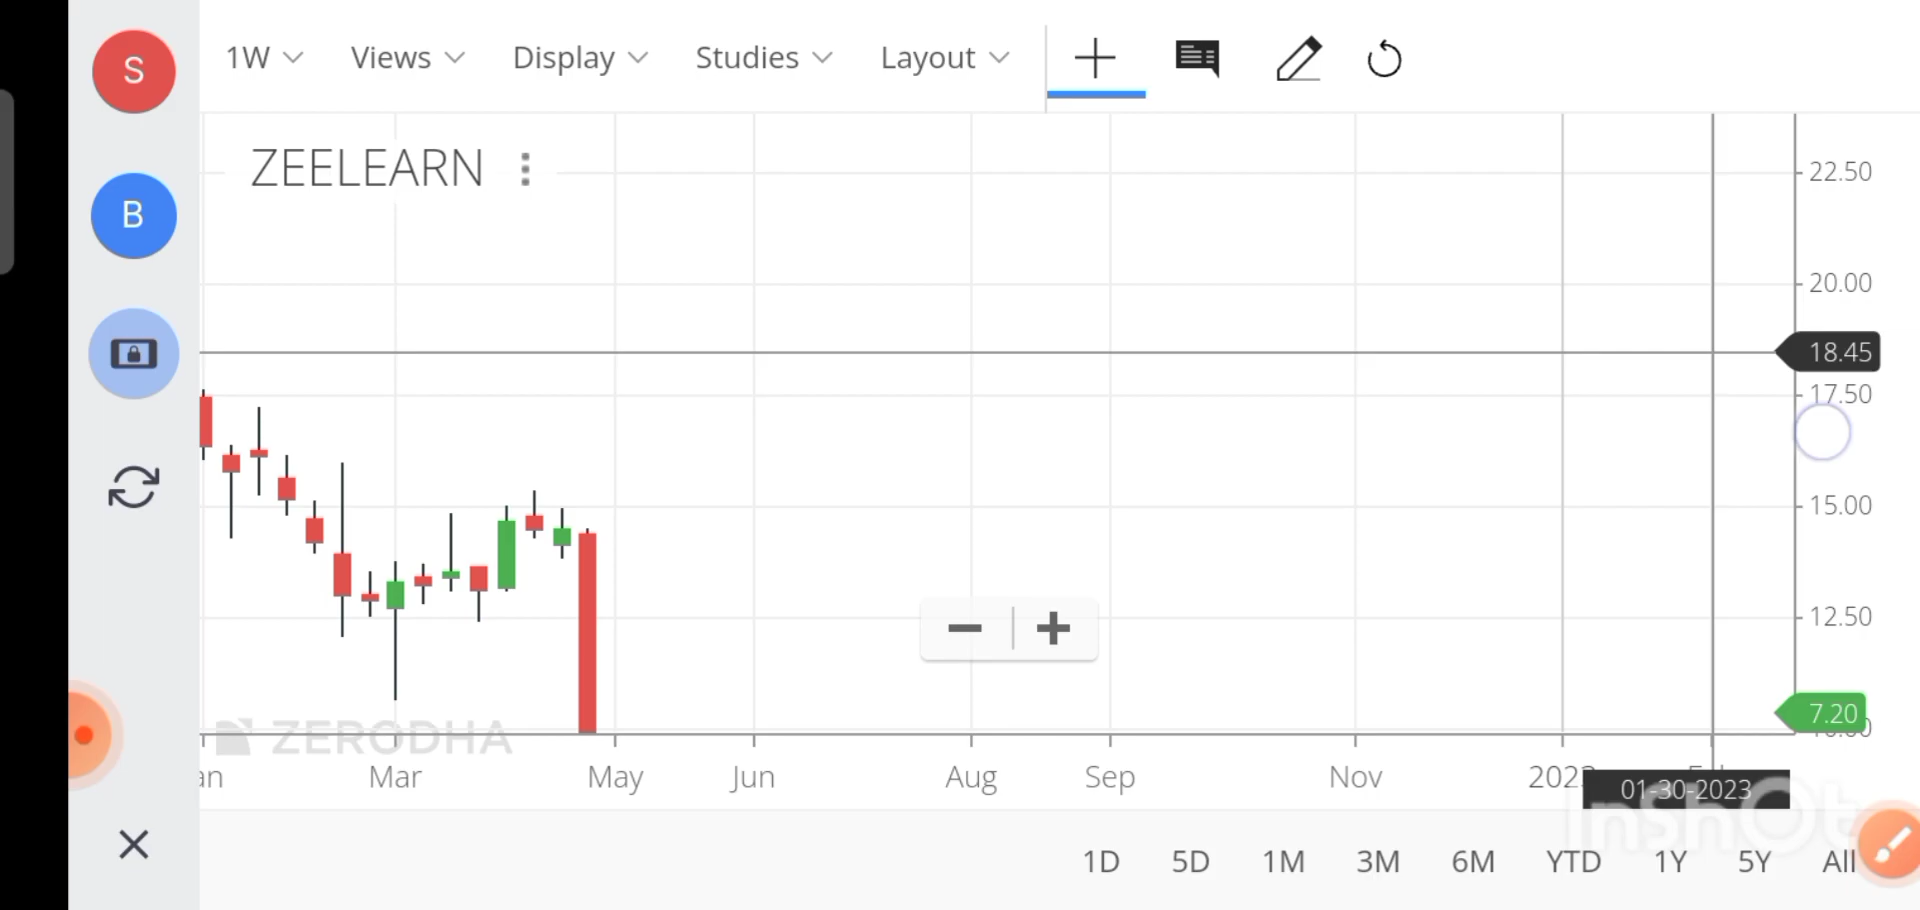 S
1W Views Display Studies Layout
B
ZEELEARN
22.50
20.00
18.45
17.50
15.00
12.50
7.20
ZERODHA
an Mar May Jun Aug Sep Nov
01-30-2023
InShOt
1D 5D 1M 3M 6M YTD 1Y 5Y All